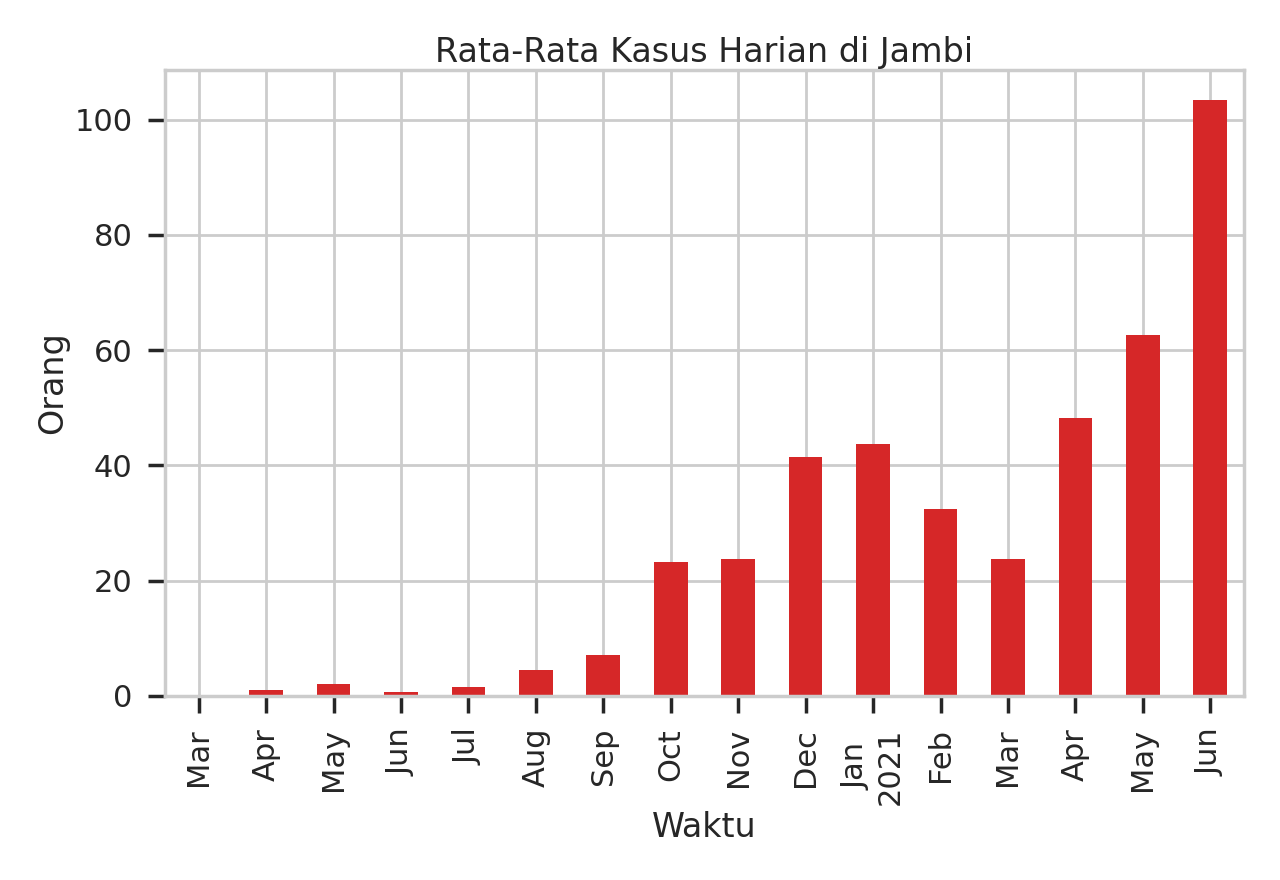 Rata-Rata Kasus Harian di Jambi
100
80
60
40
20
0
Orang
Mar
Apr
May
Jun
Jul
Aug
Sep
Oct
Nov
Dec
Jan
2021
Feb
Mar
Apr
May
Jun
Waktu